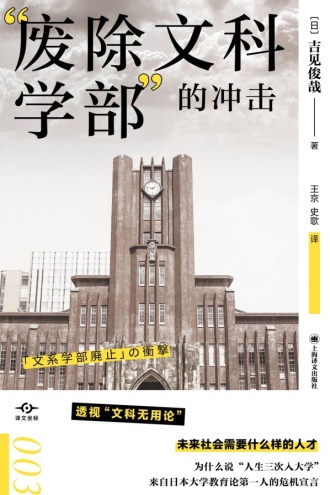 “废除文科
学部”的冲击
[日]吉见俊哉——著
王京 史歌 译
上海译文出版社
「文系学部廃止」の衝撃
译文坐标
003
透视“文科无用论”
未来社会需要什么样的人才
为什么说“人生三次入大学”
来自日本大学教育论第一人的危机宣言